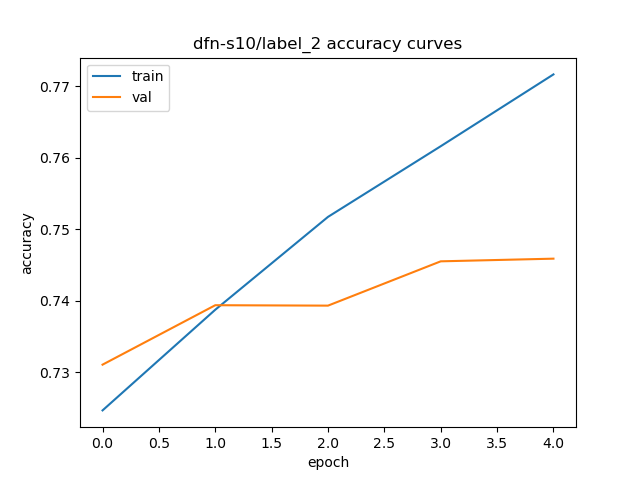 dfn-s10/label_2 accuracy curves
train
val
accuracy
0.77
0.76
0.75
0.74
0.73
0.0 0.5 1.0 1.5 2.0 2.5 3.0 3.5 4.0
epoch